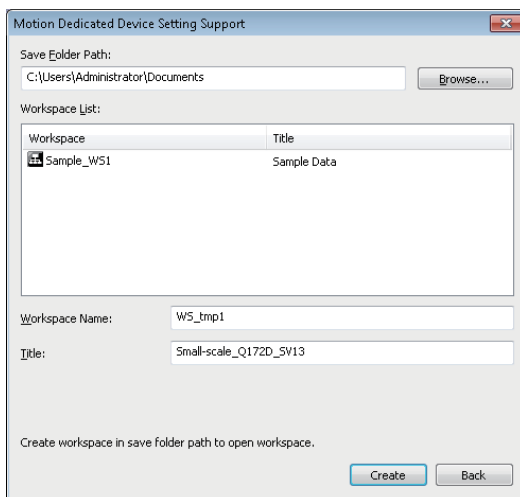 Motion Dedicated Device Setting Support
Save Folder Path:
C:\Users\Administrator\Documents
Browse...
Workspace List:
Workspace Title
Sample_WS1 Sample Data
Workspace Name: WS_tmp1
Title: Small-scale_Q172D_SV13
Create workspace in save folder path to open workspace.
Create Back